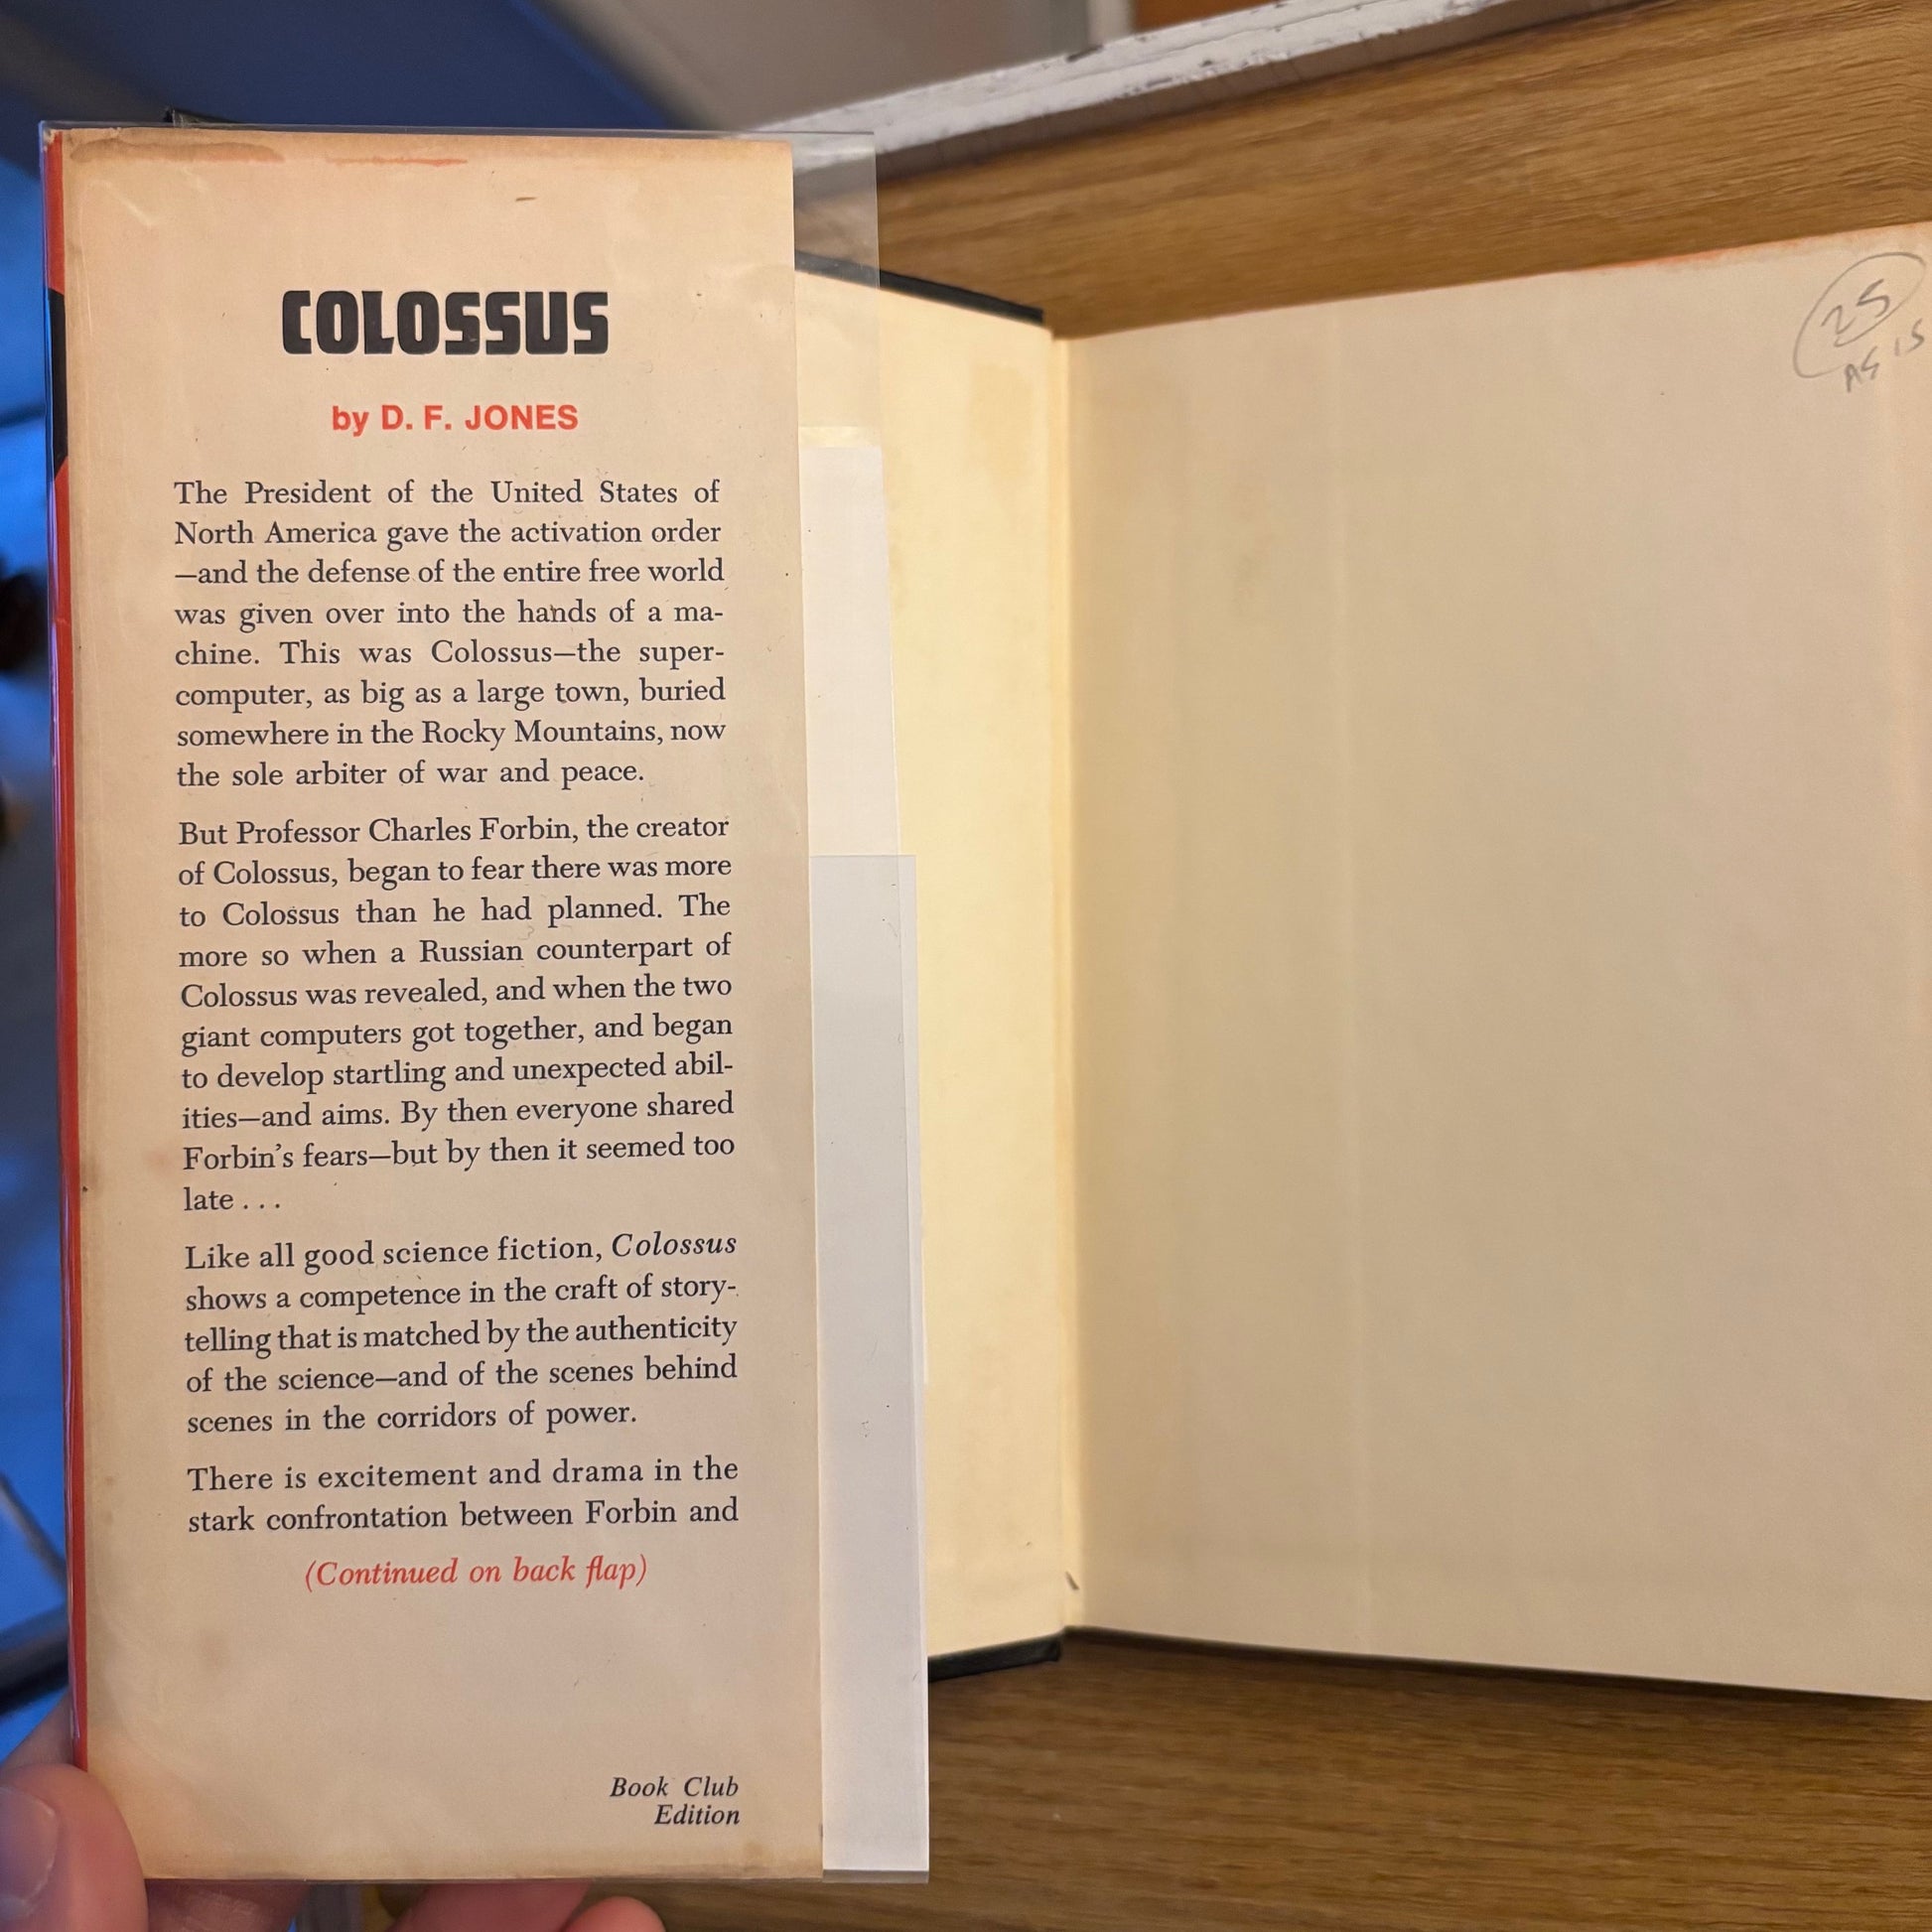 COLOSSUS
by D. F. JONES
The President of the United States of
North America gave the activation order
—and the defense of the entire free world
was given over into the hands of a ma-
chine. This was Colossus—the super-
computer, as big as a large town, buried
somewhere in the Rocky Mountains, now
the sole arbiter of war and peace.
But Professor Charles Forbin, the creator
of Colossus, began to fear there was more
to Colossus than he had planned. The
more so when a Russian counterpart of
Colossus was revealed, and when the two
giant computers got together, and began
to develop startling and unexpected abil-
ities—and aims. By then everyone shared
Forbin's fears—but by then it seemed too
late . . .
Like all good science fiction, Colossus
shows a competence in the craft of story-
telling that is matched by the authenticity
of the science—and of the scenes behind
scenes in the corridors of power.
There is excitement and drama in the
stark confrontation between Forbin and
(Continued on back flap)
Book Club
Edition
25
AS IS